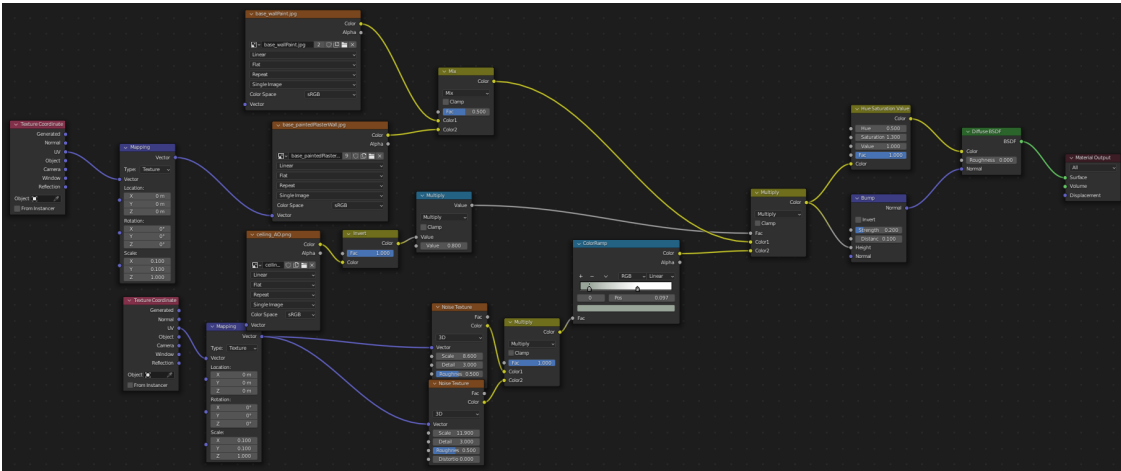 base_wallPaint.jpg
Color
Alpha
base_wallPaint.jpg 2
Linear
Flat
Repeat
Single Image
Color Space sRGB
Vector
Mix
Color
Mix
Clamp
Fac 0.500
Color1
Color2
Texture Coordinate
Generated
Normal
UV
Object
Camera
Window
Reflection
Object:
From Instancer
Mapping
Vector
Type: Texture
Vector
Location:
X 0 m
Y 0 m
Z 0 m
Rotation:
X 0°
Y 0°
Z 0°
Scale:
X 0.100
Y 0.100
Z 1.000
base_paintedPlasterWall.jpg
Color
Alpha
base_paintedPlaster... 9
Linear
Flat
Repeat
Single Image
Color Space sRGB
Vector
ceiling_AO.png
Color
Alpha
ceilin...
Linear
Flat
Repeat
Single Image
Color Space sRGB
Vector
Invert
Color
Fac 1.000
Color
Multiply
Value
Multiply
Clamp
Value
Value 0.800
Texture Coordinate
Generated
Normal
UV
Object
Camera
Window
Reflection
Object:
From Instancer
Mapping
Vector
Type: Texture
Vector
Location:
X 0 m
Y 0 m
Z 0 m
Rotation:
X 0°
Y 0°
Z 0°
Scale:
X 0.100
Y 0.100
Z 1.000
Noise Texture
Fac
Color
3D
Vector
Scale 8.600
Detail 3.000
Roughnes 0.500
Noise Texture
Fac
Color
3D
Vector
Scale 11.900
Detail 3.000
Roughnes 0.500
Distortio 0.000
Multiply
Color
Multiply
Clamp
Fac 1.000
Color1
Color2
ColorRamp
Color
Alpha
+ − RGB Linear
0 Pos 0.097
Fac
Multiply
Color
Multiply
Clamp
Fac
Color1
Color2
Hue Saturation Value
Color
Hue 0.500
Saturation 1.300
Value 1.000
Fac 1.000
Color
Bump
Normal
Invert
Strength 0.200
Distanc 0.100
Height
Normal
Diffuse BSDF
BSDF
Color
Roughness 0.800
Normal
Material Output
All
Surface
Volume
Displacement